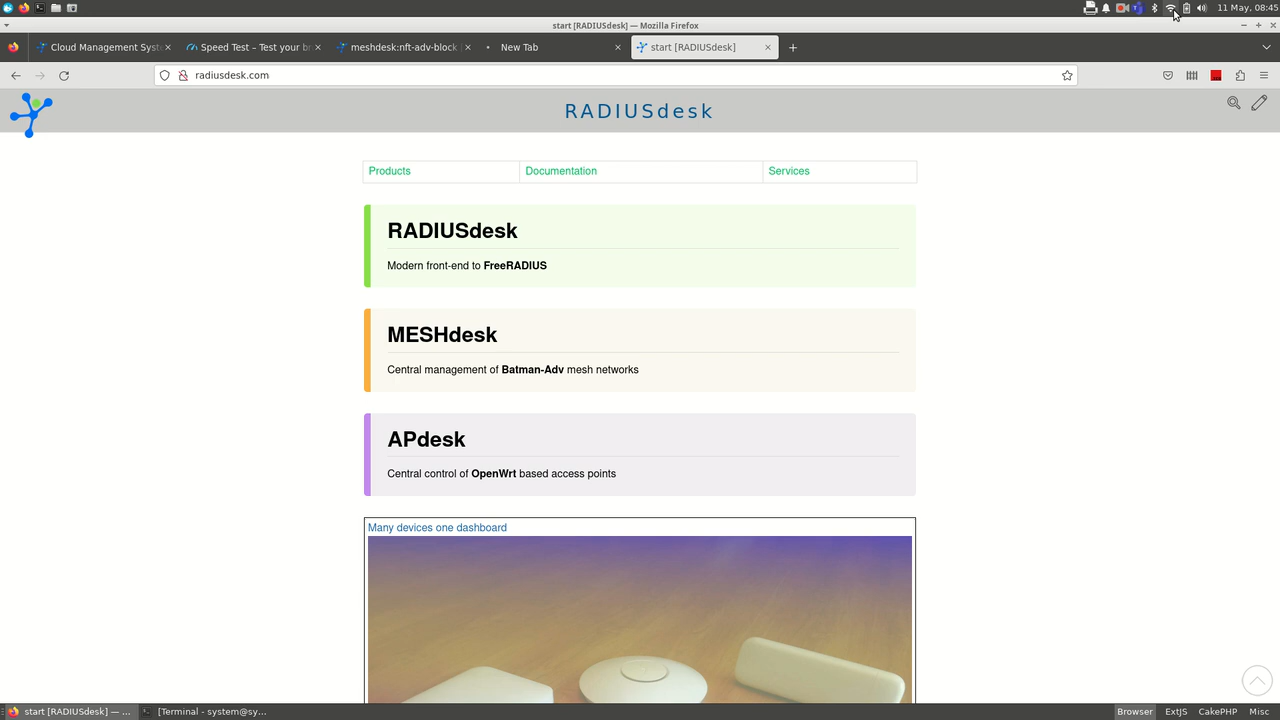 11 May, 08:45
start [RADIUSdesk] — Mozilla Firefox
Cloud Management Syst
Speed Test – Test your br
meshdesk:nft-adv-block
New Tab
start [RADIUSdesk]
radiusdesk.com
RADIUSdesk
Products
Documentation
Services
RADIUSdesk
Modern front-end to FreeRADIUS
MESHdesk
Central management of Batman-Adv mesh networks
APdesk
Central control of OpenWrt based access points
Many devices one dashboard
start [RADIUSdesk] — ...
[Terminal - system@sy...
Browser
ExtJS
CakePHP
Misc